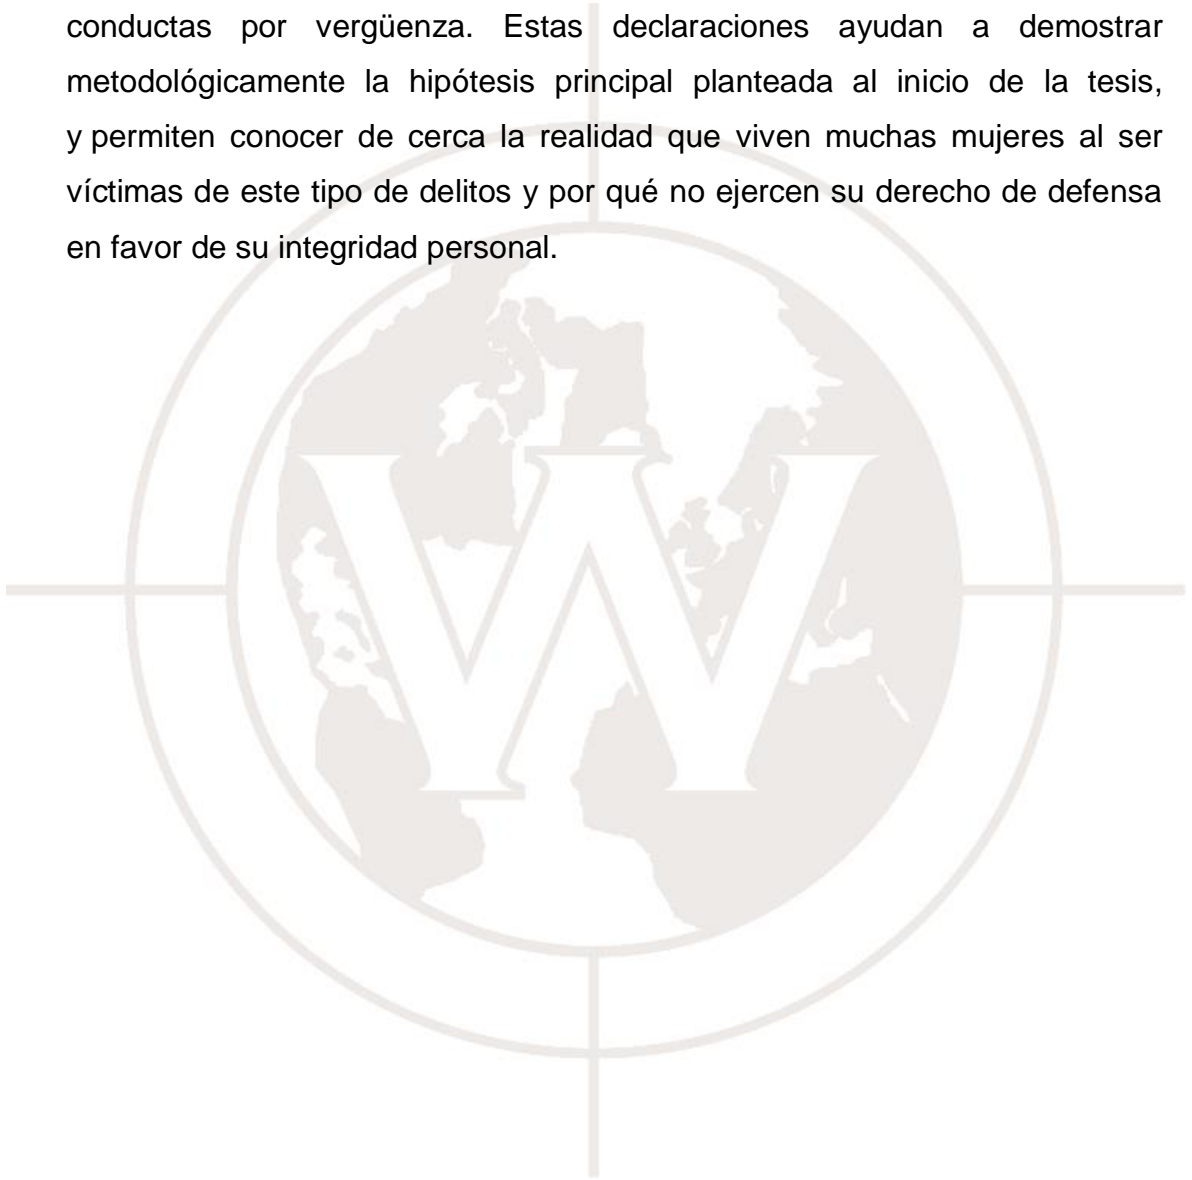 conductas por vergüenza. Estas declaraciones ayudan a demostrar
metodológicamente la hipótesis principal planteada al inicio de la tesis,
y permiten conocer de cerca la realidad que viven muchas mujeres al ser
víctimas de este tipo de delitos y por qué no ejercen su derecho de defensa
en favor de su integridad personal.
W